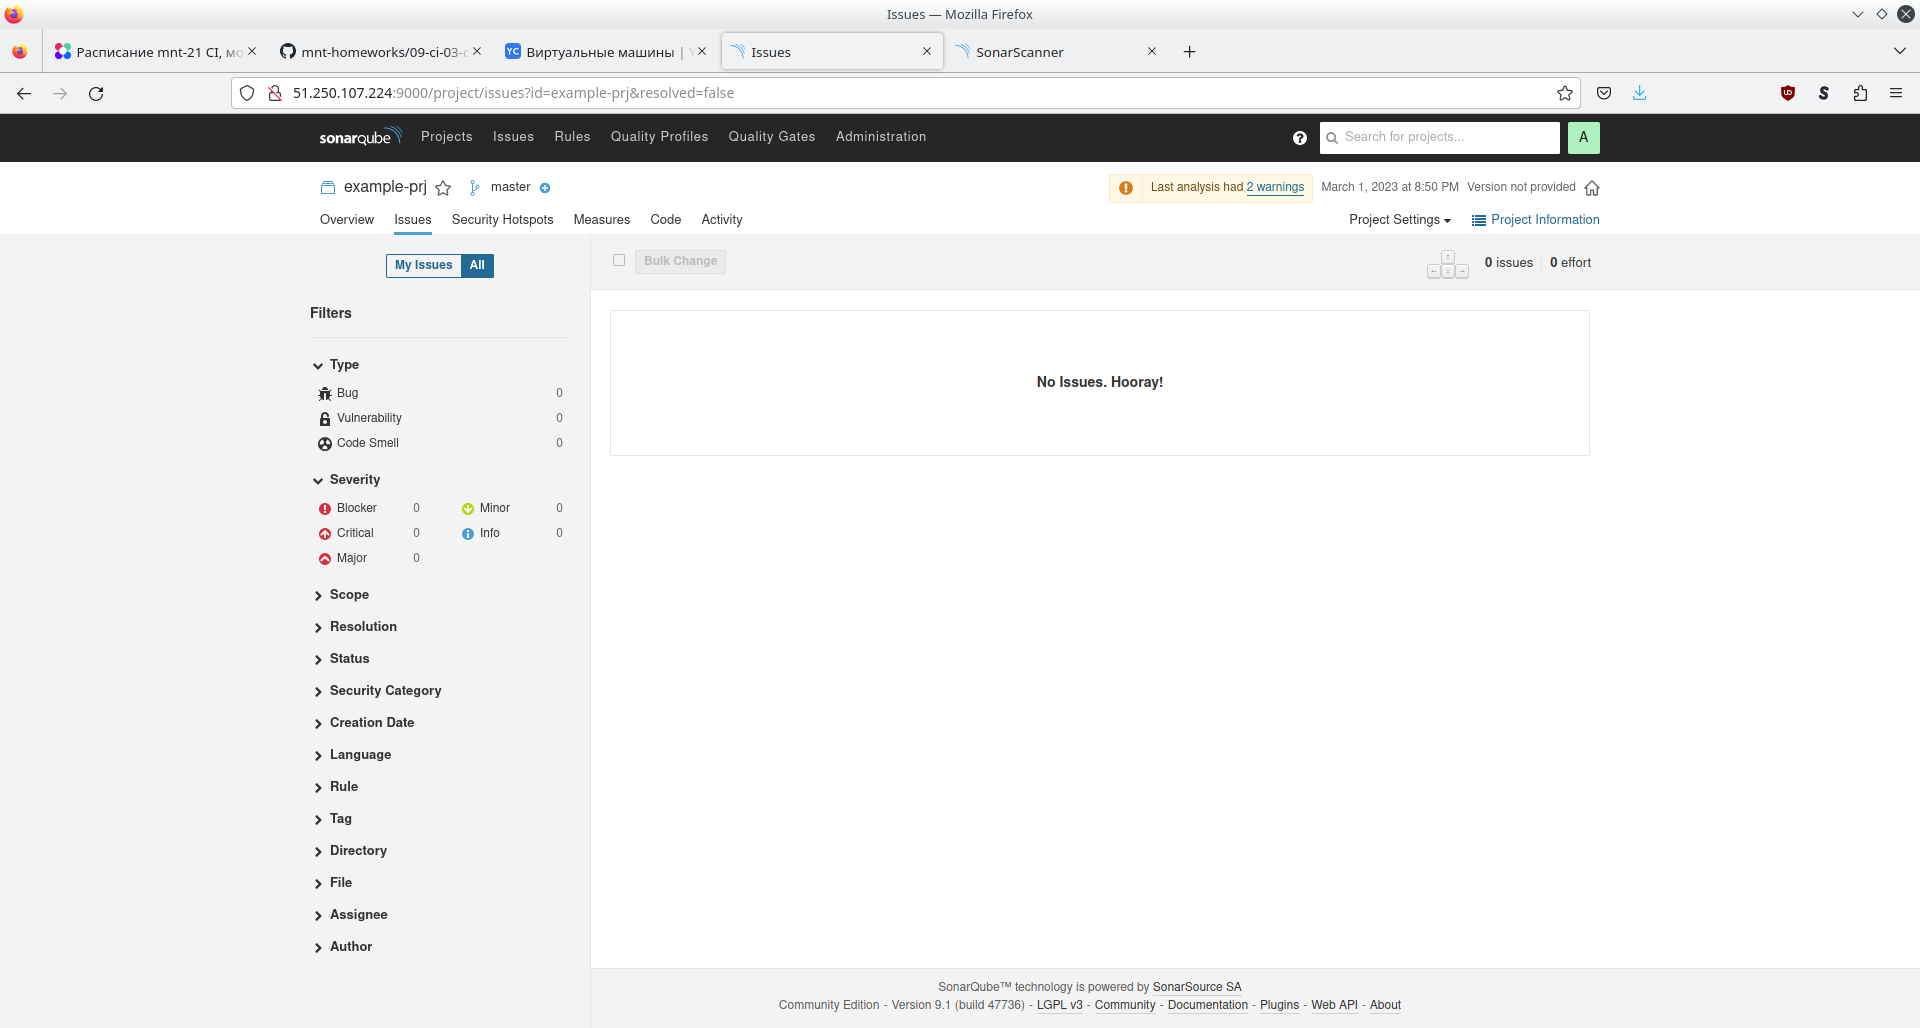 Issues — Mozilla Firefox
Расписание mnt-21 CI, мо
mnt-homeworks/09-ci-03-c
YC Виртуальные машины | Y
Issues
SonarScanner
51.250.107.224:9000/project/issues?id=example-prj&resolved=false
sonarqube
Projects
Issues
Rules
Quality Profiles
Quality Gates
Administration
Search for projects...
A
example-prj
master
Last analysis had 2 warnings
March 1, 2023 at 8:50 PM
Version not provided
Overview
Issues
Security Hotspots
Measures
Code
Activity
Project Settings
Project Information
My Issues
All
Bulk Change
0 issues
0 effort
Filters
No Issues. Hooray!
Type
Bug 0
Vulnerability 0
Code Smell 0
Severity
Blocker 0
Minor 0
Critical 0
Info 0
Major 0
Scope
Resolution
Status
Security Category
Creation Date
Language
Rule
Tag
Directory
File
Assignee
Author
SonarQube™ technology is powered by SonarSource SA
Community Edition - Version 9.1 (build 47736) - LGPL v3 - Community - Documentation - Plugins - Web API - About